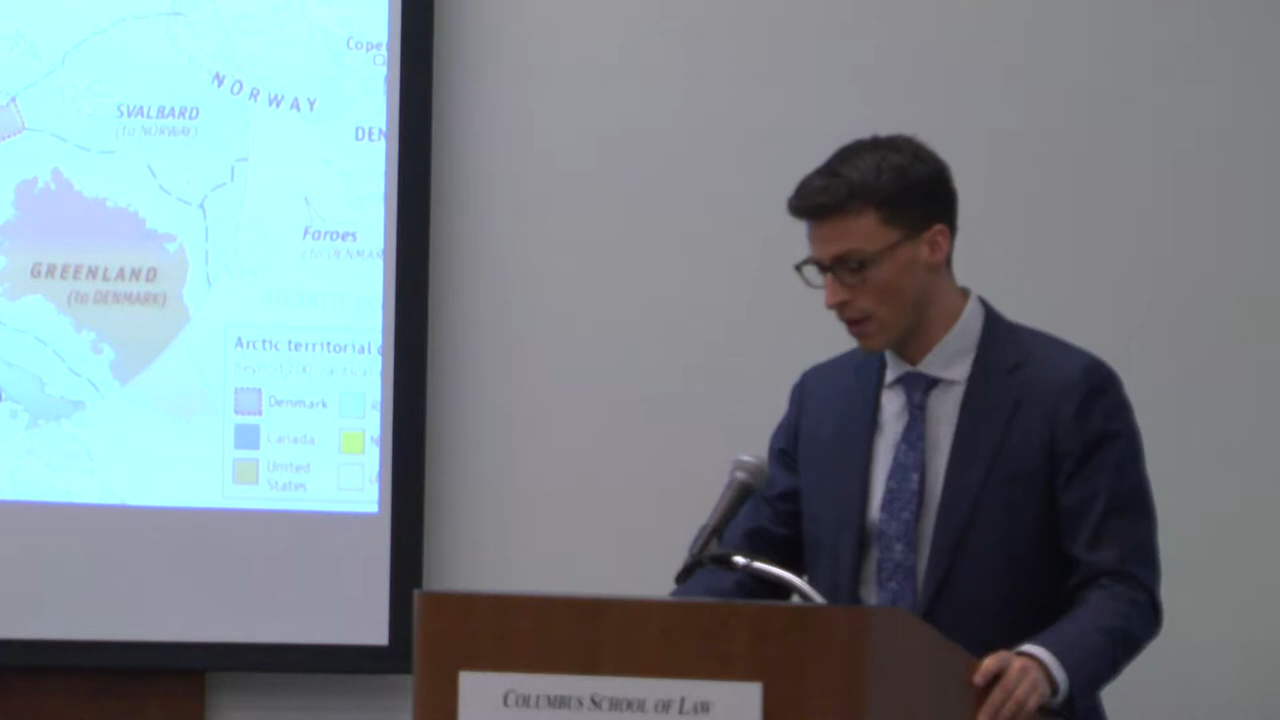 NORWAY
SVALBARD
(to NORWAY)
Faroes
GREENLAND
(to DENMARK)
Arctic territorial
Denmark
Canada
United
States
COLUMBUS SCHOOL OF LAW